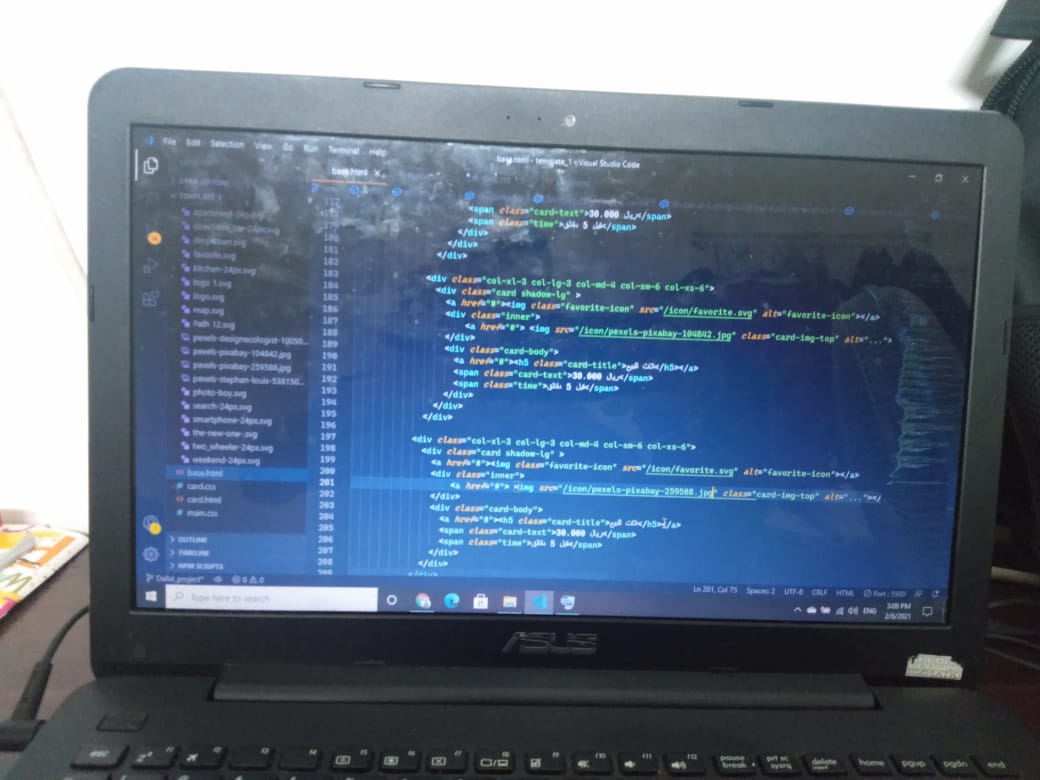 File Edit Selection View Go Run Terminal Help
base.html - template_1 - Visual Studio Code
base.html ×
OPEN EDITORS
TEMPLATE_1
apartment-24px.svg
directions_car-24px.svg
dropdown.svg
favorite.svg
kitchen-24px.svg
logo 1.svg
logo.svg
map.svg
Path 12.svg
pexels-designecologist-10050...
pexels-pixabay-104842.jpg
pexels-pixabay-259588.jpg
pexels-stephan-louis-538150...
photo-boy.svg
search-24px.svg
smartphone-24px.svg
the-new-one-.svg
two_wheeler-24px.svg
weekend-24px.svg
base.html
card.css
card.html
main.css
OUTLINE
TIMELINE
NPM SCRIPTS
<span class="card-text">30.000 ريال</span>
<span class="time">قبل 5 دقائق</span>
</div>
</div>
</div>
183
184 <div class="col-xl-3 col-lg-3 col-md-4 col-sm-6 col-xs-6">
185 <div class="card shadow-lg" >
186 <a href="#"><img class="favorite-icon" src="/icon/favorite.svg" alt="favorite-icon"></a>
187 <div class="inner">
188 <a href="#"> <img src="/icon/pexels-pixabay-104842.jpg" class="card-img-top" alt="...">
189 </div>
190 <div class="card-body">
191 <a href="#"><h5 class="card-title">اثاث للبيع</h5></a>
192 <span class="card-text">30.000 ريال</span>
193 <span class="time">قبل 5 دقائق</span>
194 </div>
195 </div>
196 </div>
197
198 <div class="col-xl-3 col-lg-3 col-md-4 col-sm-6 col-xs-6">
199 <div class="card shadow-lg" >
200 <a href="#"><img class="favorite-icon" src="/icon/favorite.svg" alt="favorite-icon"></a>
201 <div class="inner">
202 <a href="#"> <img src="/icon/pexels-pixabay-259588.jpg" class="card-img-top" alt="..."></
203 </div>
204 <div class="card-body">
205 <a href="#"><h5 class="card-title">اثاث للبيع</h5></a>
206 <span class="card-text">30.000 ريال</span>
207 <span class="time">قبل 5 دقائق</span>
208 </div>
209 </div>
Dallal_project* 0 0 Ln 201, Col 75 Spaces: 2 UTF-8 CRLF HTML Port : 5500
Type here to search
ENG 3:08 PM
2/9/2021
ASUS
esc f1 f2 f3 f4 f5 f6 f7 f8 f9 f10 f11 f12 pause break prt sc sysrq delete home pgup pgdn end